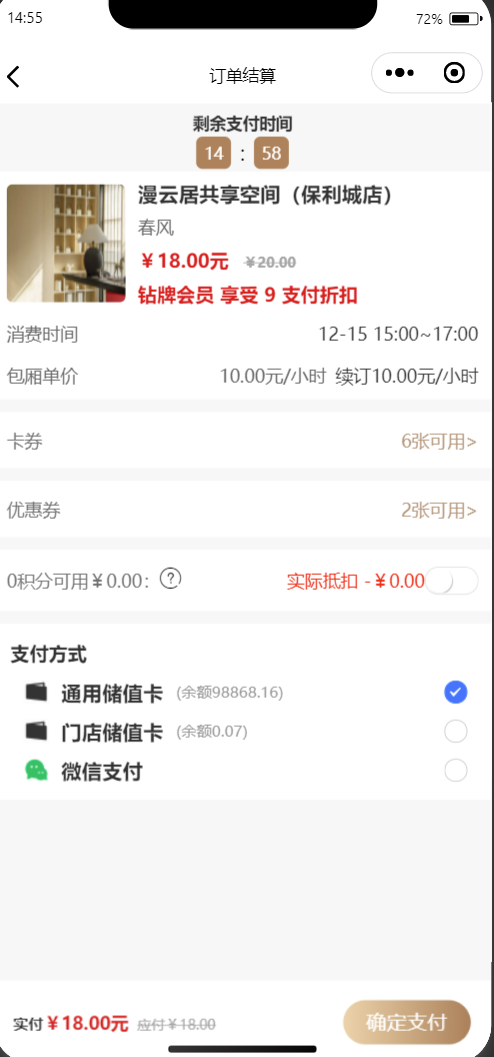 14:55 72%
订单结算
剩余支付时间
14 : 58
漫云居共享空间（保利城店）
春风
￥18.00元 ￥20.00
钻牌会员 享受 9 支付折扣
消费时间 12-15 15:00~17:00
包厢单价 10.00元/小时 续订10.00元/小时
卡券 6张可用>
优惠券 2张可用>
0积分可用￥0.00： ? 实际抵扣 -￥0.00
支付方式
通用储值卡 (余额98868.16)
门店储值卡 (余额0.07)
微信支付
实付￥18.00元 应付￥18.00 确定支付